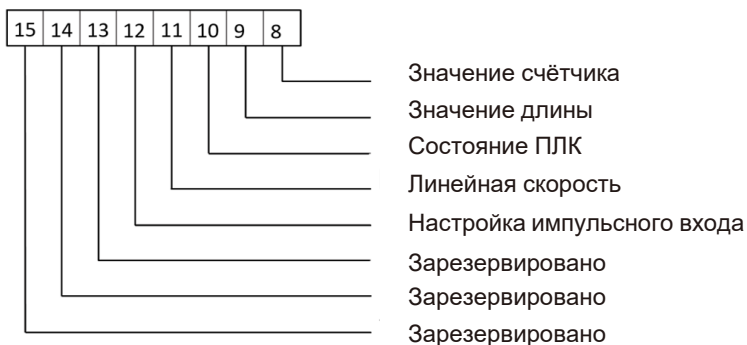 15 14 13 12 11 10 9 8
Значение счётчика
Значение длины
Состояние ПЛК
Линейная скорость
Настройка импульсного входа
Зарезервировано
Зарезервировано
Зарезервировано